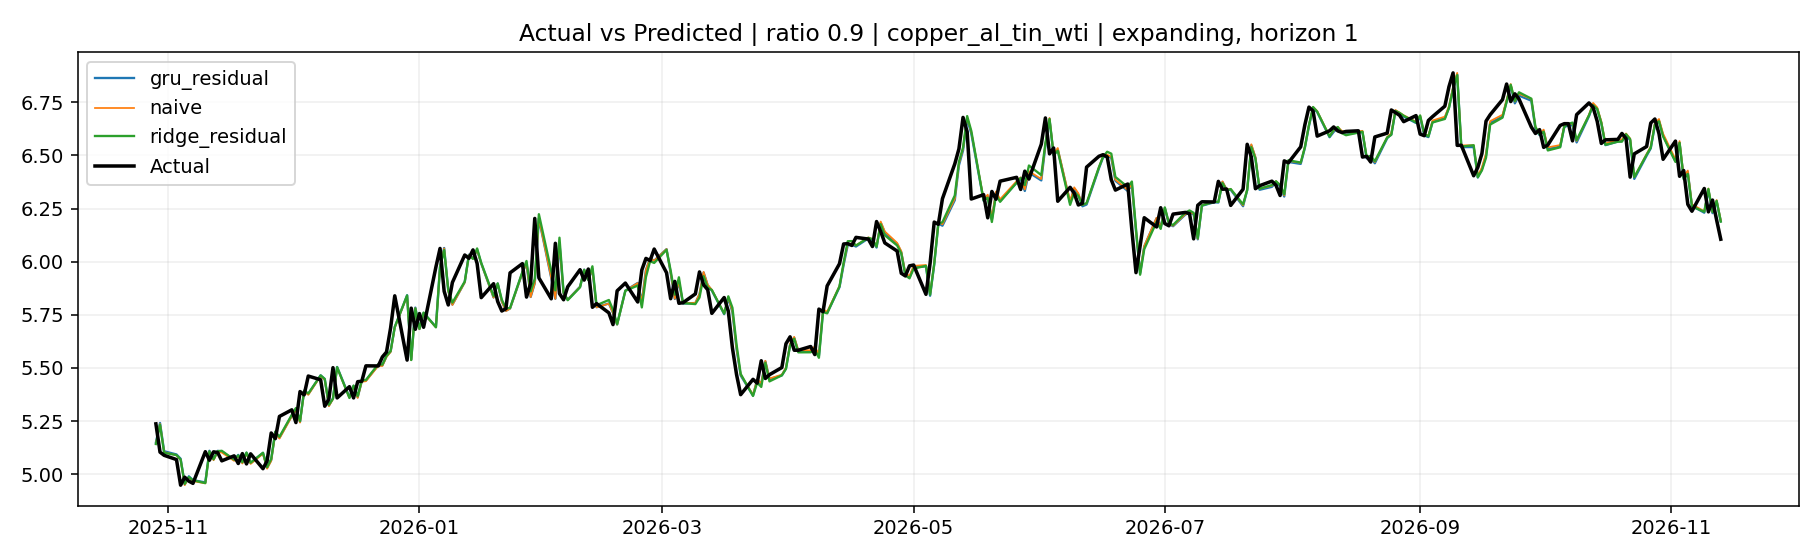 Actual vs Predicted | ratio 0.9 | copper_al_tin_wti | expanding, horizon 1
gru_residual
naive
ridge_residual
Actual
6.75
6.50
6.25
6.00
5.75
5.50
5.25
5.00
2025-11 2026-01 2026-03 2026-05 2026-07 2026-09 2026-11